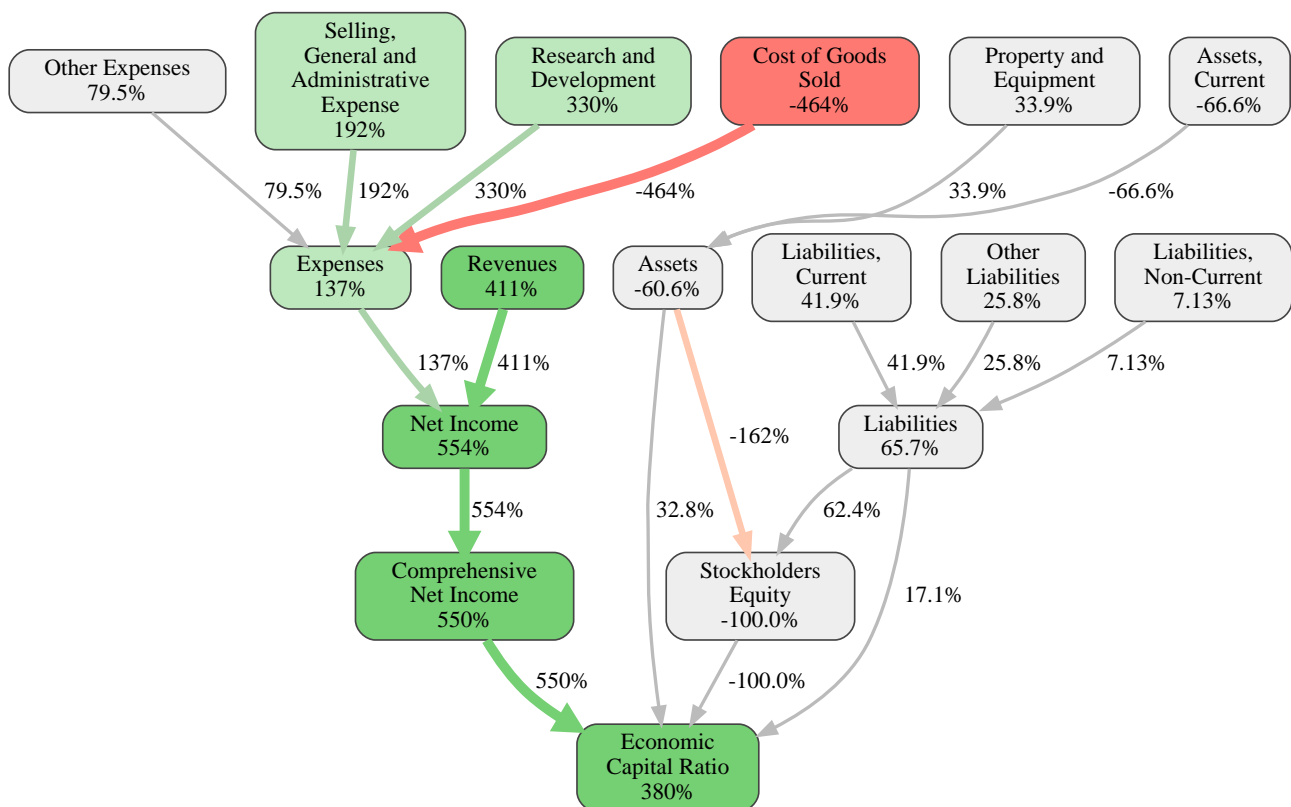 Other Expenses
79.5%
Selling,
General and
Administrative
Expense
192%
Research and
Development
330%
Cost of Goods
Sold
-464%
Property and
Equipment
33.9%
Assets,
Current
-66.6%
79.5%
192%
330%
-464%
33.9%
-66.6%
Expenses
137%
Revenues
411%
Assets
-60.6%
Liabilities,
Current
41.9%
Other
Liabilities
25.8%
Liabilities,
Non-Current
7.13%
137%
411%
-162%
41.9%
25.8%
7.13%
Net Income
554%
Liabilities
65.7%
554%
32.8%
62.4%
17.1%
Comprehensive
Net Income
550%
Stockholders
Equity
-100.0%
550%
-100.0%
Economic
Capital Ratio
380%